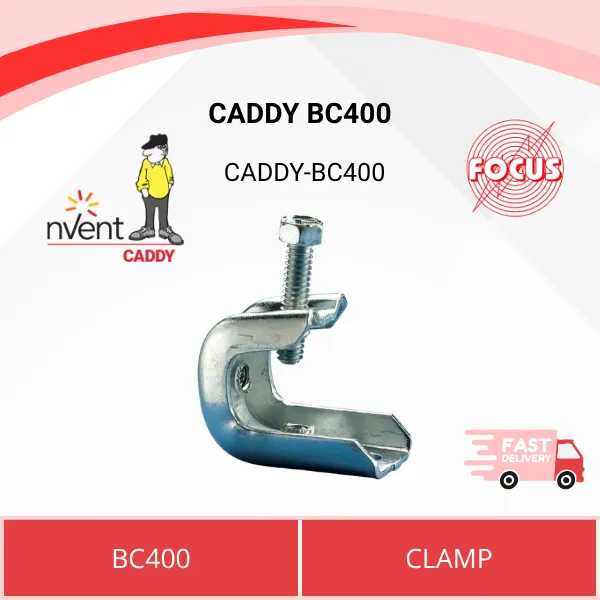 CADDY BC400
CADDY-BC400
nVent
CADDY
FOCUS
FAST
DELIVERY
BC400
CLAMP